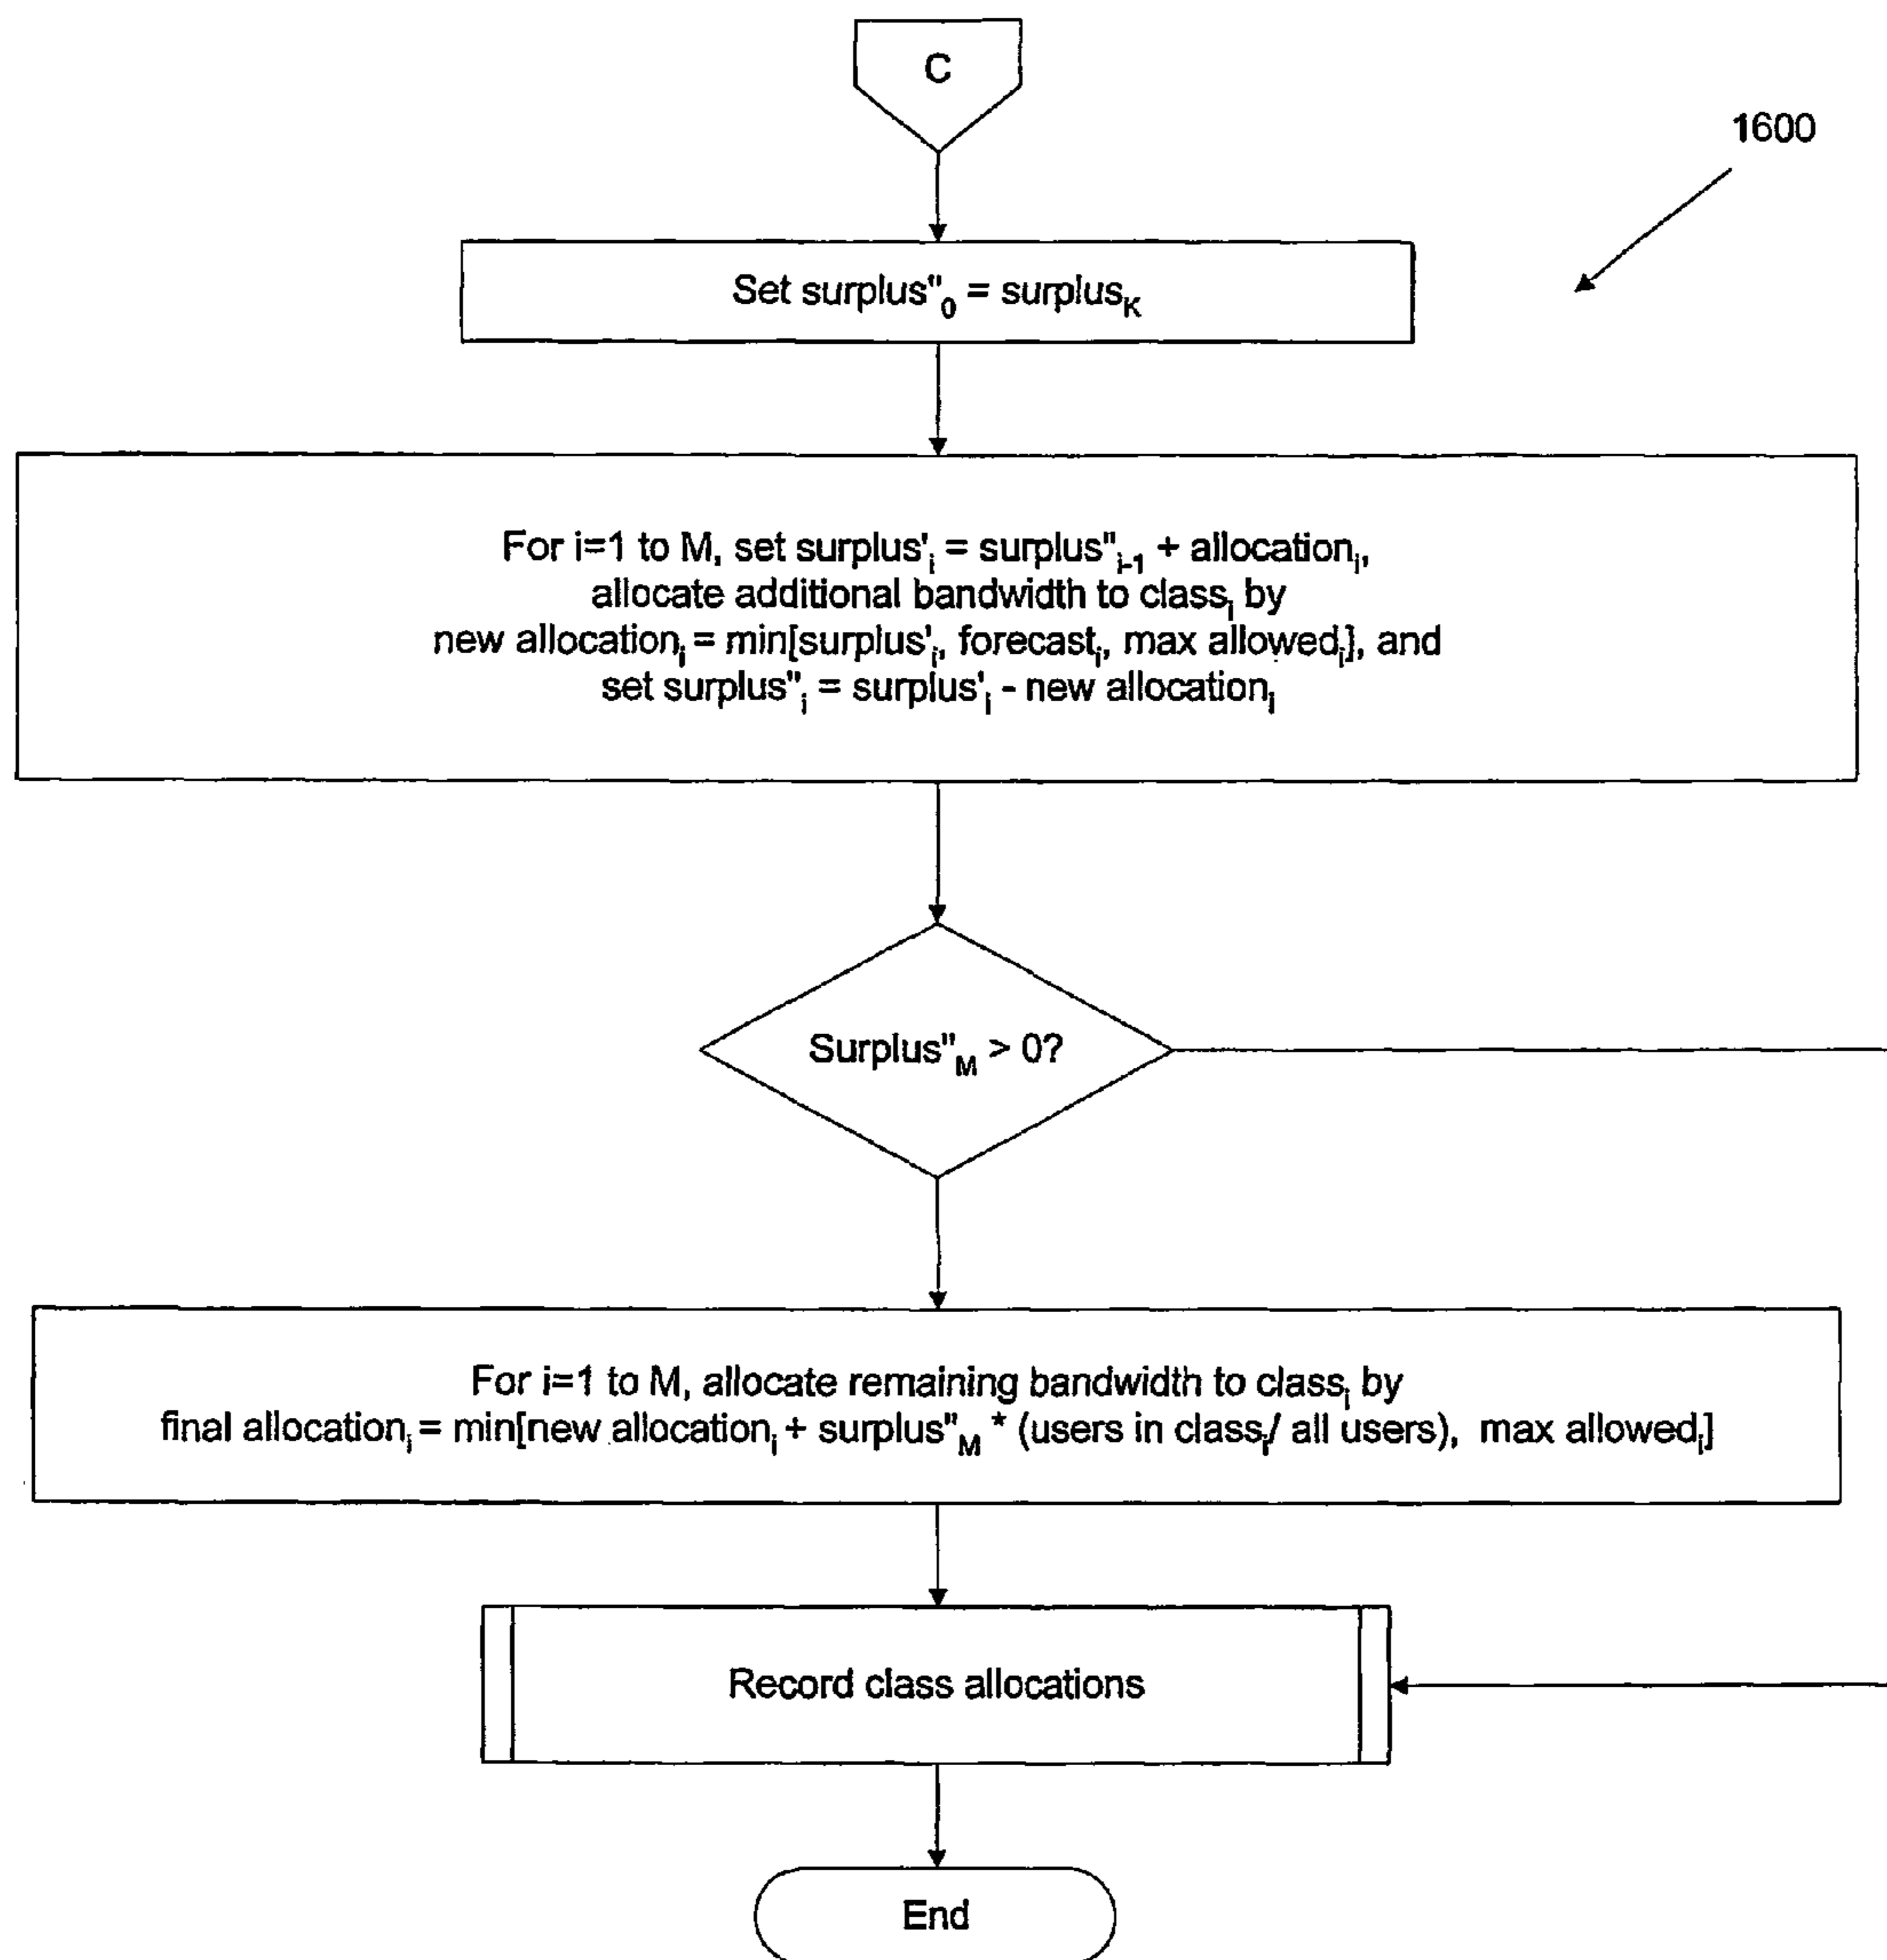 C
1600
Set surplus"₀ = surplus_K
For i=1 to M, set surplus'ᵢ = surplus"ᵢ₋₁ + allocationᵢ,
allocate additional bandwidth to classᵢ by
new allocationᵢ = min[surplus'ᵢ, forecastᵢ, max allowedᵢ], and
set surplus"ᵢ = surplus'ᵢ - new allocationᵢ
Surplus"_M > 0?
For i=1 to M, allocate remaining bandwidth to classᵢ by
final allocationᵢ = min[new allocationᵢ + surplus"_M * (users in classᵢ/ all users), max allowedᵢ]
Record class allocations
End